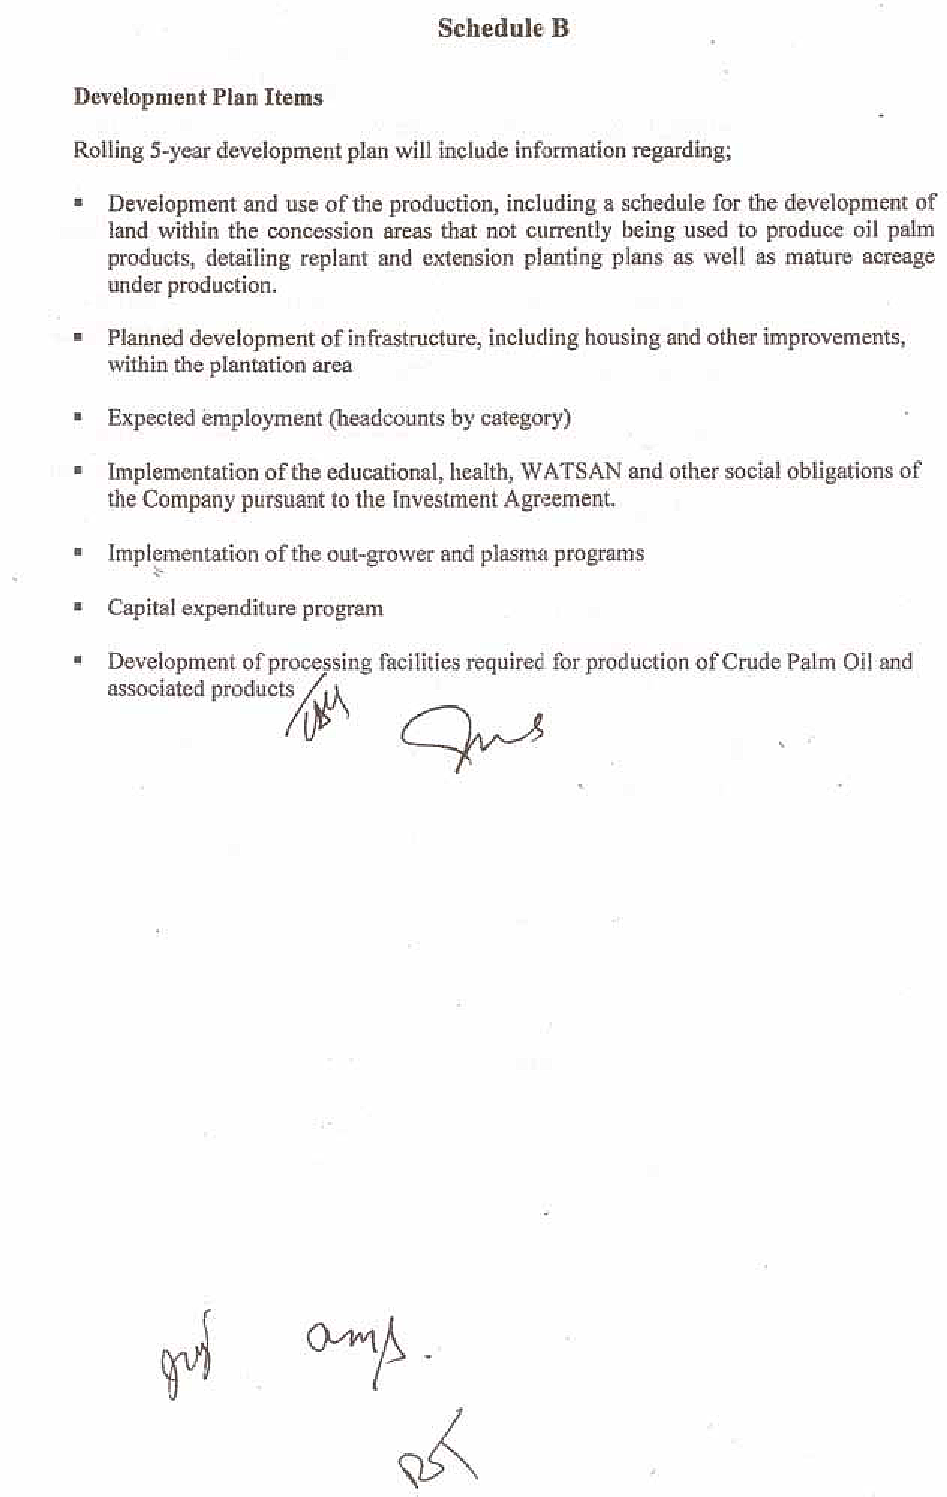 Schedule B
Development Plan Items
Rolling 5-year development plan will include information regarding;
▪ Development and use of the production, including a schedule for the development of
land within the concession areas that not currently being used to produce oil palm
products, detailing replant and extension planting plans as well as mature acreage
under production.
▪ Planned development of infrastructure, including housing and other improvements,
within the plantation area
▪ Expected employment (headcounts by category)
▪ Implementation of the educational, health, WATSAN and other social obligations of
the Company pursuant to the Investment Agreement.
▪ Implementation of the out-grower and plasma programs
▪ Capital expenditure program
▪ Development of processing facilities required for production of Crude Palm Oil and
associated products